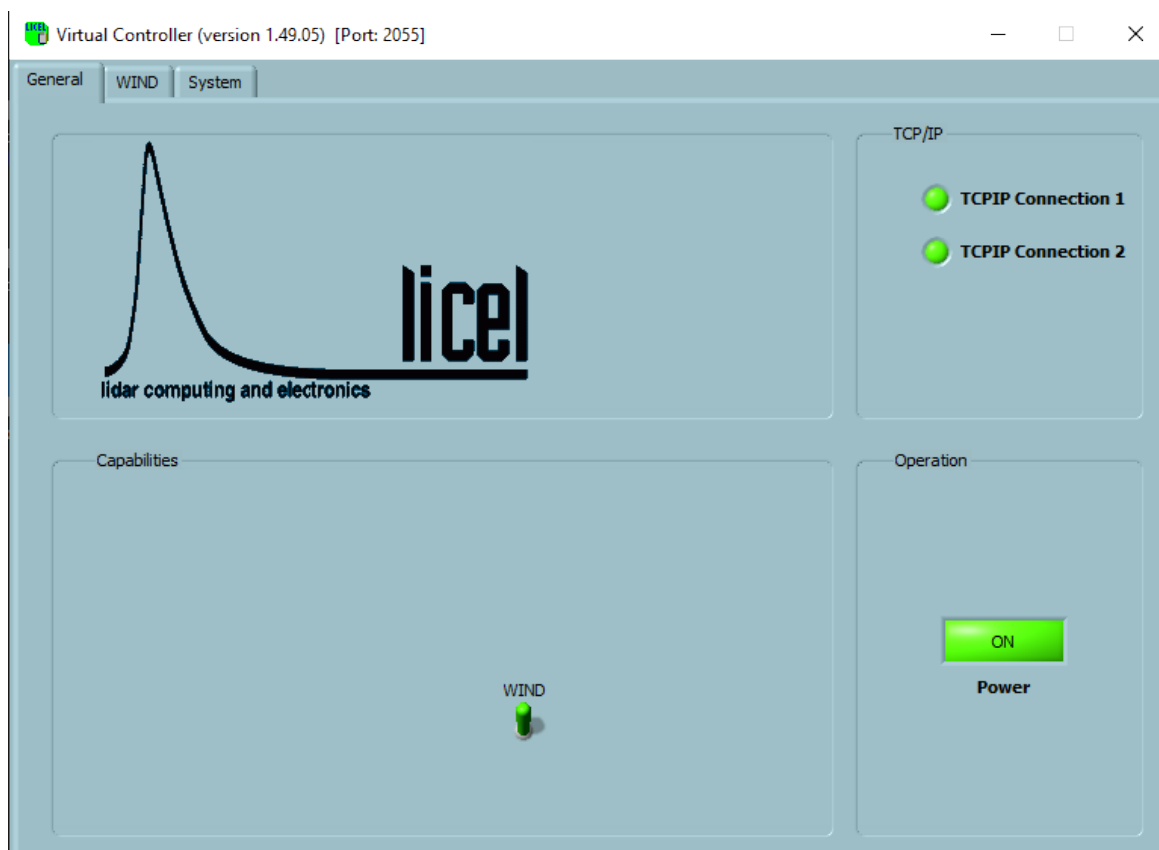 LICEL
Virtual Controller (version 1.49.05) [Port: 2055]
General WIND System
licel
lidar computing and electronics
TCP/IP
TCPIP Connection 1
TCPIP Connection 2
Capabilities
WIND
Operation
ON
Power